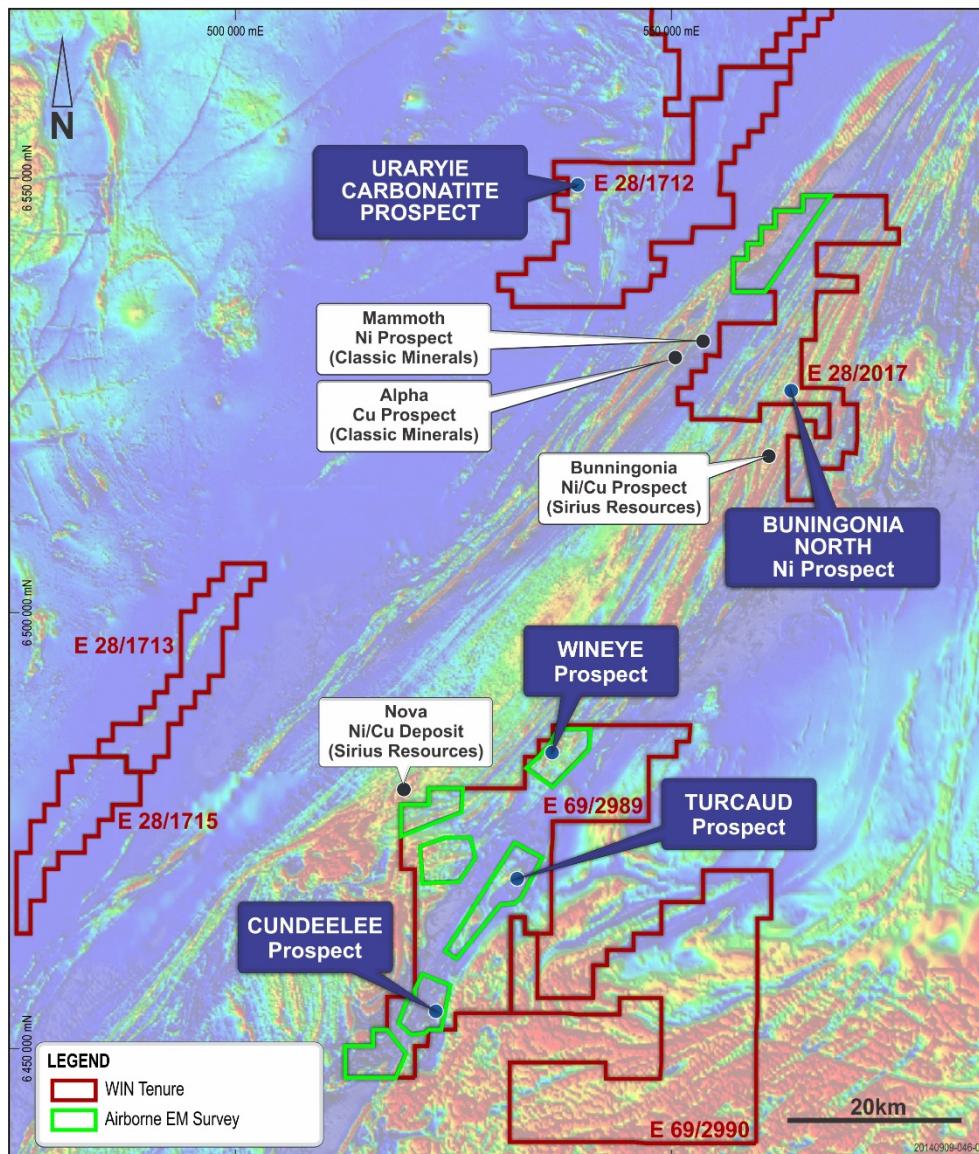 500 000 mE
550 000 mE
N
6 550 000 mN
URARYIE
CARBONATITE
PROSPECT
E 28/1712
Mammoth
Ni Prospect
(Classic Minerals)
Alpha
Cu Prospect
(Classic Minerals)
E 28/2017
Bunningonia
Ni/Cu Prospect
(Sirius Resources)
BUNINGONIA
NORTH
Ni Prospect
6 500 000 mN
E 28/1713
WINEYE
Prospect
Nova
Ni/Cu Deposit
(Sirius Resources)
E 28/1715
E 69/2989
TURCAUD
Prospect
CUNDEELEE
Prospect
6 450 000 mN
LEGEND
WIN Tenure
Airborne EM Survey
20km
E 69/2990